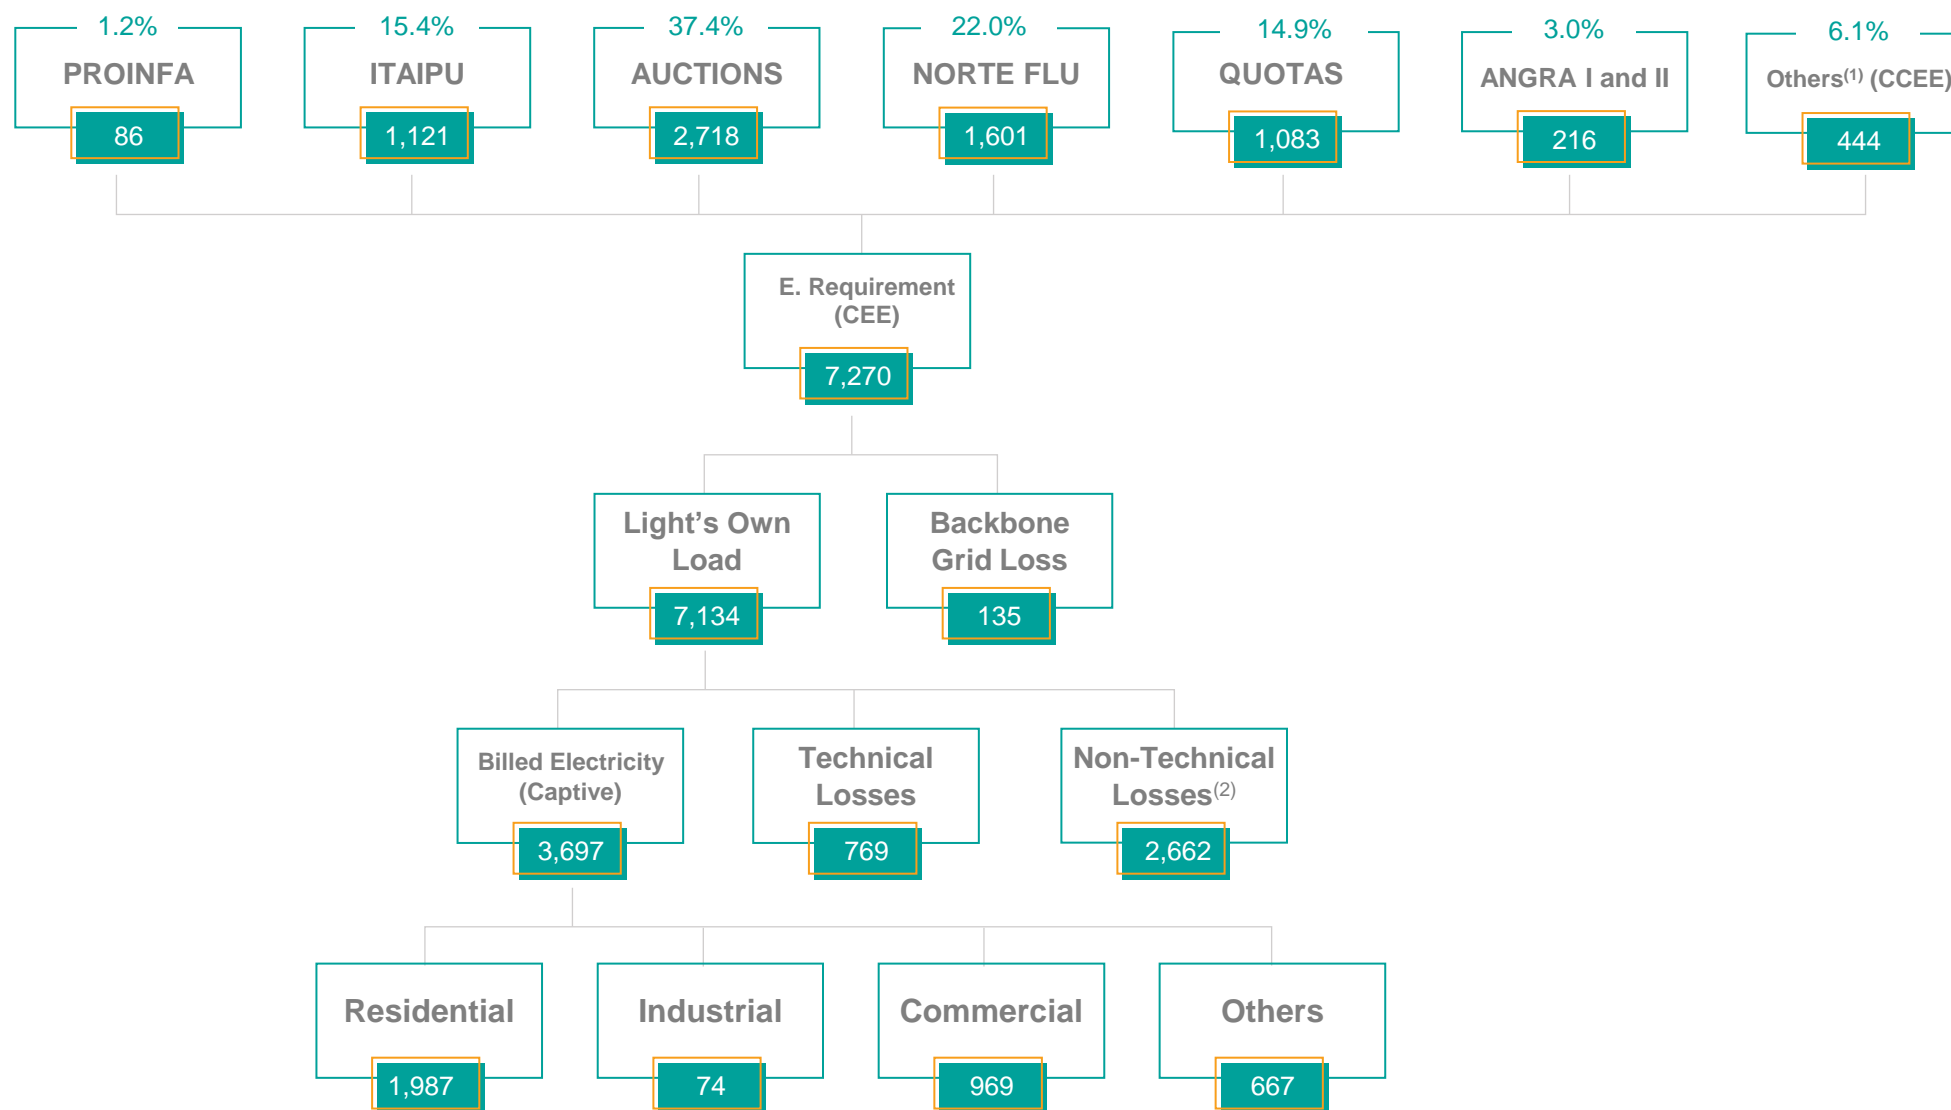 1.2%
15.4%
37.4%
22.0%
14.9%
3.0%
6.1%
PROINFA
ITAIPU
AUCTIONS
NORTE FLU
QUOTAS
ANGRA I and II
Others(1) (CCEE)
86
1,121
2,718
1,601
1,083
216
444
E. Requirement
(CEE)
7,270
Light's Own
Load
7,134
Backbone
Grid Loss
135
Billed Electricity
(Captive)
3,697
Technical
Losses
769
Non-Technical
Losses(2)
2,662
Residential
Industrial
Commercial
Others
1,987
74
969
667